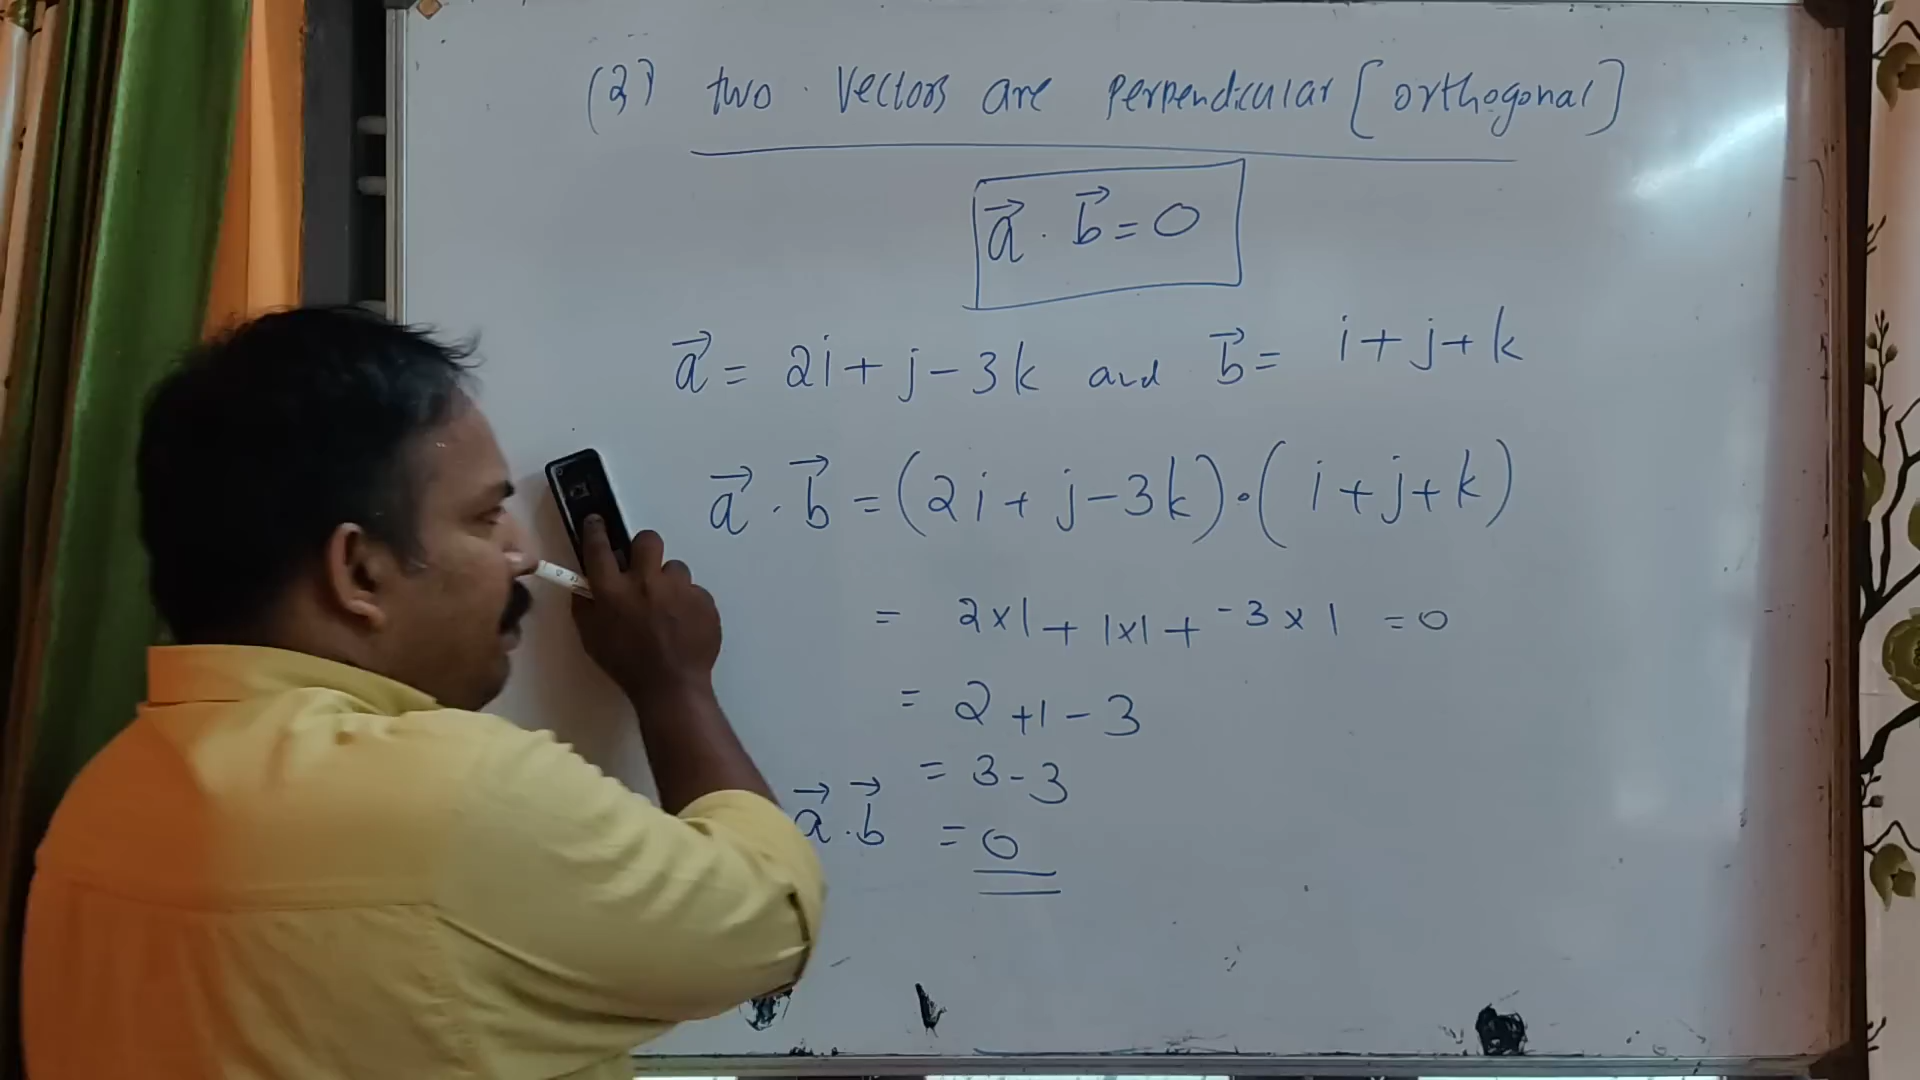 (2) two vectors are perpendicular [orthogonal]
a⃗ · b⃗ = 0
a⃗ = 2i + j - 3k and b⃗ = i + j + k
a⃗ · b⃗ = (2i + j - 3k) · (i + j + k)
= 2×1 + 1×1 + -3×1 = 0
= 2 + 1 - 3
= 3 - 3
a⃗ · b⃗ = 0